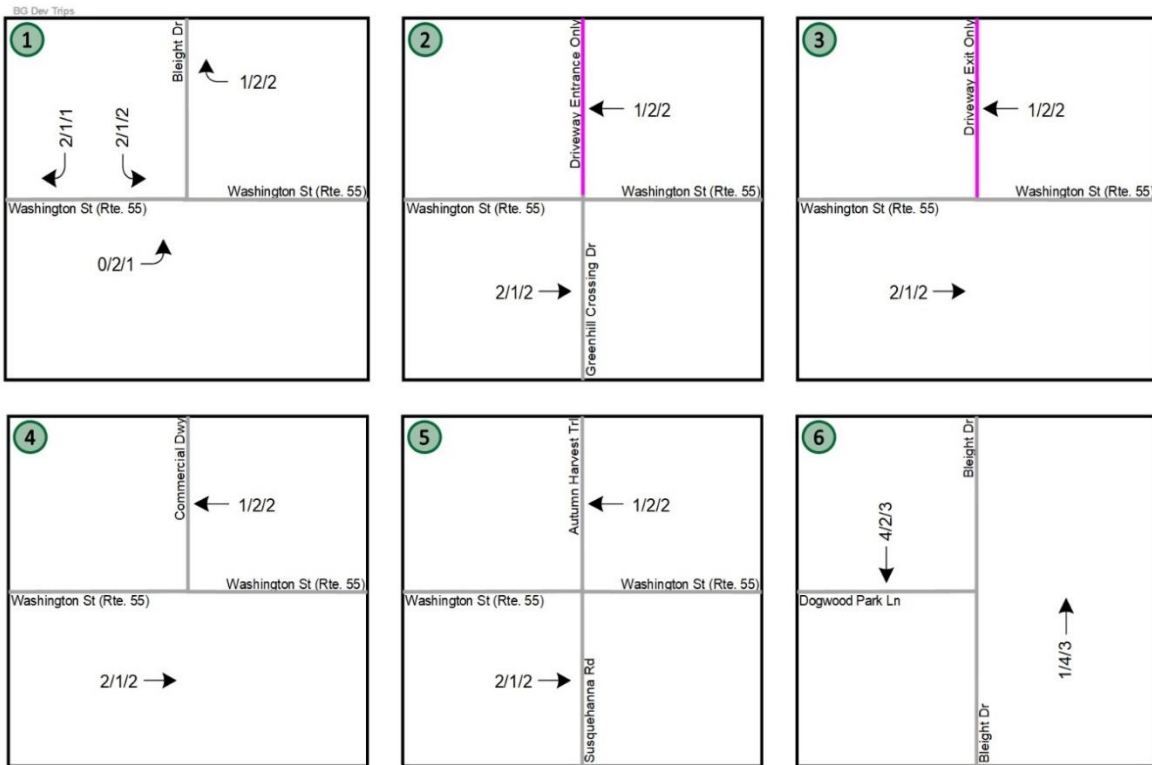 BG Dev Trips
1
Bleight Dr
1/2/2
2/1/1
2/1/2
Washington St (Rte. 55)
Washington St (Rte. 55)
0/2/1
2
Driveway Entrance Only
1/2/2
Washington St (Rte. 55)
Washington St (Rte. 55)
2/1/2
Greenhill Crossing Dr
3
Driveway Exit Only
1/2/2
Washington St (Rte. 55)
Washington St (Rte. 55)
2/1/2
4
Commercial Dwy
1/2/2
Washington St (Rte. 55)
Washington St (Rte. 55)
2/1/2
5
Autumn Harvest Trl
1/2/2
Washington St (Rte. 55)
Washington St (Rte. 55)
2/1/2
Susquehanna Rd
6
Bleight Dr
4/2/3
Dogwood Park Ln
1/4/3
Bleight Dr